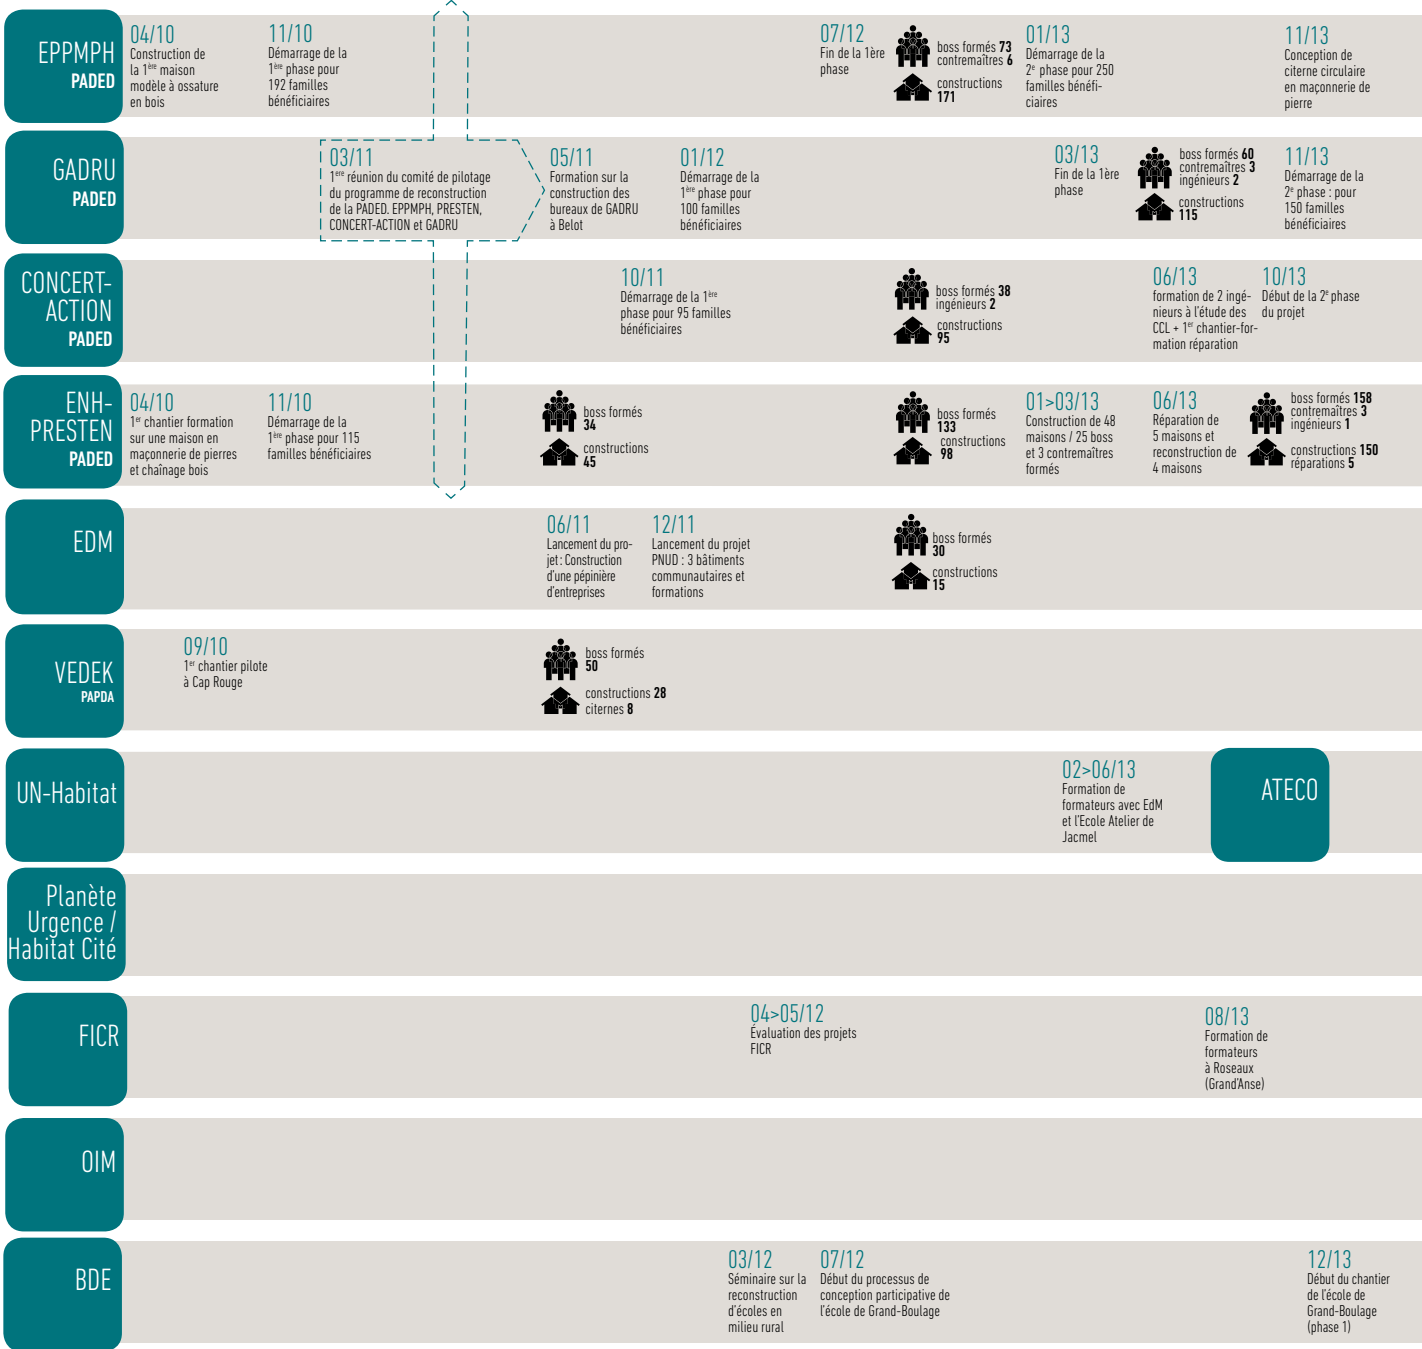 EPPMPH
PADED
04/10
Construction de
la 1ère maison
modèle à ossature
en bois
11/10
Démarrage de la
1ère phase pour
192 familles
bénéficiaires
07/12
Fin de la 1ère
phase
boss formés 73
contremaîtres 6
constructions
171
01/13
Démarrage de la
2e phase pour 250
familles bénéfi-
ciaires
11/13
Conception de
citerne circulaire
en maçonnerie de
pierre
GADRU
PADED
03/11
1ere réunion du comité de pilotage
du programme de reconstruction
de la PADED. EPPMPH, PRESTEN,
CONCERT-ACTION et GADRU
05/11
Formation sur la
construction des
bureaux de GADRU
à Belot
01/12
Démarrage de la
1ère phase pour
100 familles
bénéficiaires
03/13
Fin de la 1ère
phase
boss formés 60
contremaîtres 3
ingénieurs 2
constructions
115
11/13
Démarrage de la
2e phase : pour
150 familles
bénéficiaires
CONCERT-
ACTION
PADED
10/11
Démarrage de la 1ère
phase pour 95 familles
bénéficiaires
boss formés 38
ingénieurs 2
constructions
95
06/13
formation de 2 ingé-
nieurs à l'étude des
CCL + 1er chantier-for-
mation réparation
10/13
Début de la 2e phase
du projet
ENH-
PRESTEN
PADED
04/10
1er chantier formation
sur une maison en
maçonnerie de pierres
et chaînage bois
11/10
Démarrage de la
1ère phase pour 115
familles bénéficiaires
boss formés
34
constructions
45
boss formés
133
constructions
98
01>03/13
Construction de 48
maisons / 25 boss
et 3 contremaîtres
formés
06/13
Réparation de
5 maisons et
reconstruction de
4 maisons
boss formés 158
contremaîtres 3
ingénieurs 1
constructions 150
réparations 5
EDM
06/11
Lancement du pro-
jet : Construction
d'une pépinière
d'entreprises
12/11
Lancement du projet
PNUD : 3 bâtiments
communautaires et
formations
boss formés
30
constructions
15
VEDEK
PAPDA
09/10
1er chantier pilote
à Cap Rouge
boss formés
50
constructions 28
citernes 8
UN-Habitat
02>06/13
Formation de
formateurs avec EdM
et l'Ecole Atelier de
Jacmel
ATECO
Planète
Urgence /
Habitat Cité
FICR
04>05/12
Évaluation des projets
FICR
08/13
Formation de
formateurs
à Roseaux
(Grand'Anse)
OIM
BDE
03/12
Séminaire sur la
reconstruction
d'écoles en
milieu rural
07/12
Début du processus de
conception participative de
l'école de Grand-Boulage
12/13
Début du chantier
de l'école de
Grand-Boulage
(phase 1)